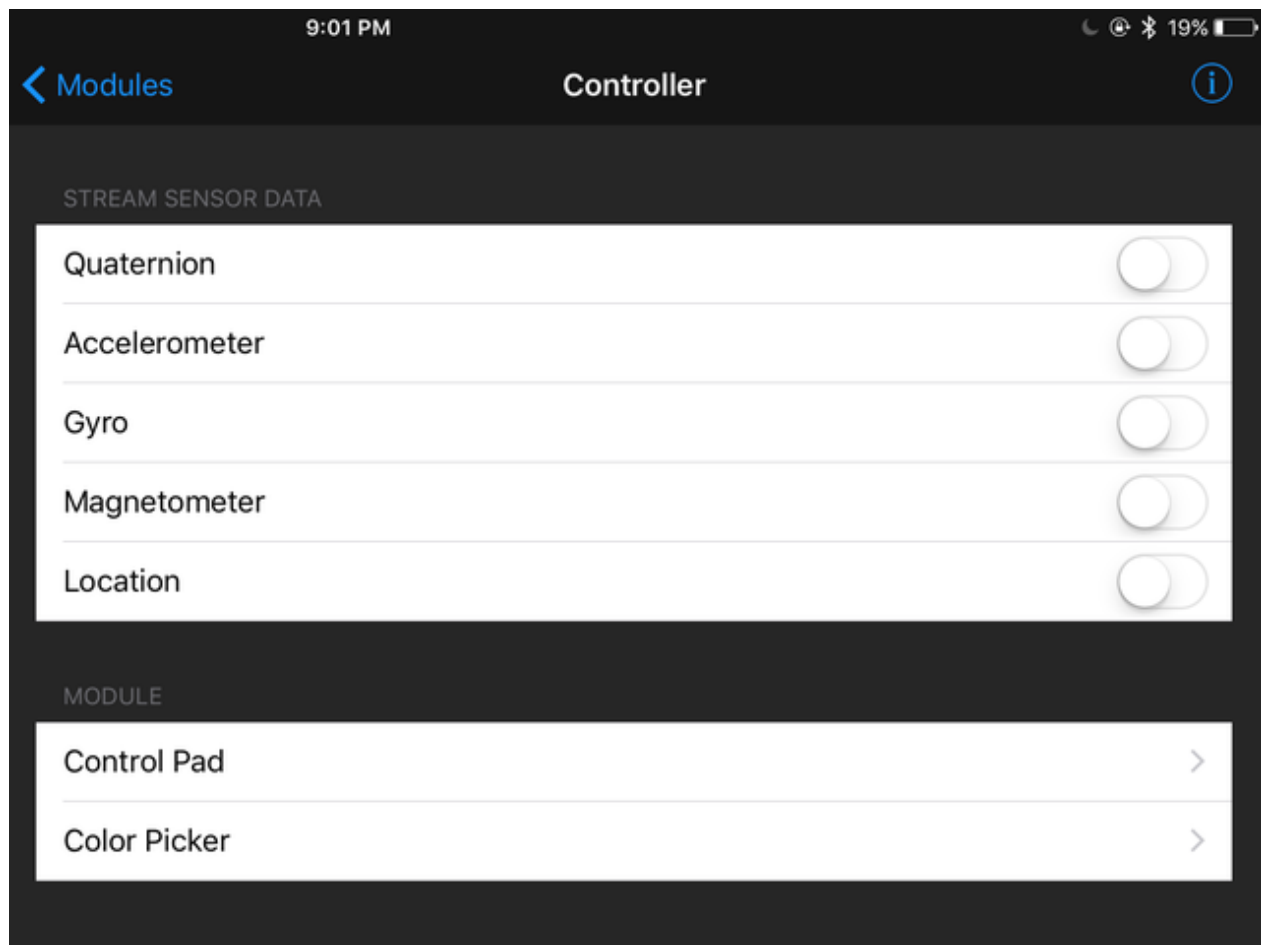 9:01 PM 19%
Modules Controller
STREAM SENSOR DATA
Quaternion
Accelerometer
Gyro
Magnetometer
Location
MODULE
Control Pad
Color Picker